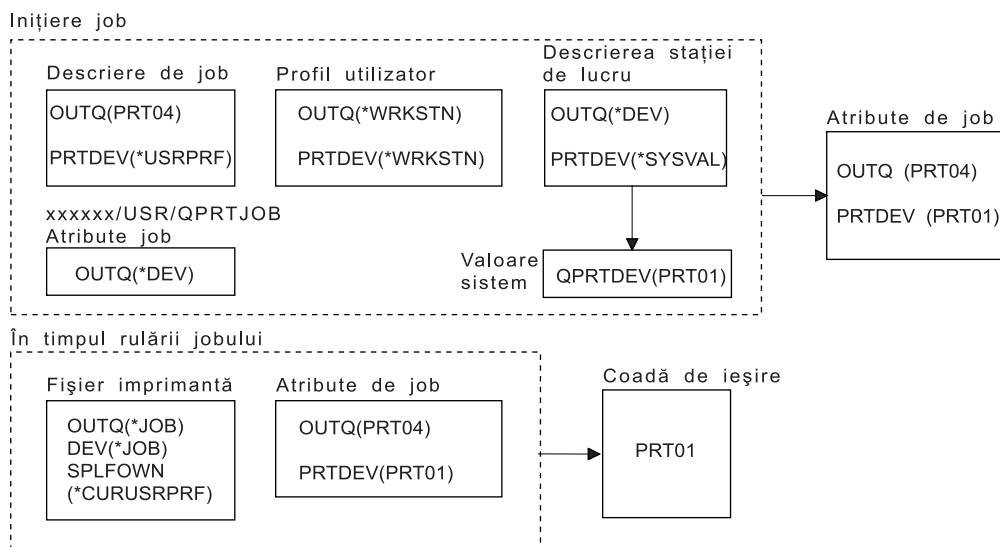 Inițiere job
Descriere de job
OUTQ(PRT04)
PRTDEV(*USRPRF)
Profil utilizator
OUTQ(*WRKSTN)
PRTDEV(*WRKSTN)
Descrierea stației
de lucru
OUTQ(*DEV)
PRTDEV(*SYSVAL)
Atribute de job
OUTQ (PRT04)
PRTDEV (PRT01)
xxxxxx/USR/QPRTJOB
Atribute job
OUTQ(*DEV)
Valoare
sistem
QPRTDEV(PRT01)
În timpul rulării jobului
Fişier imprimantă
OUTQ(*JOB)
DEV(*JOB)
SPLFOWN
(*CURUSRPRF)
Atribute de job
OUTQ(PRT04)
PRTDEV(PRT01)
Coadă de ieşire
PRT01